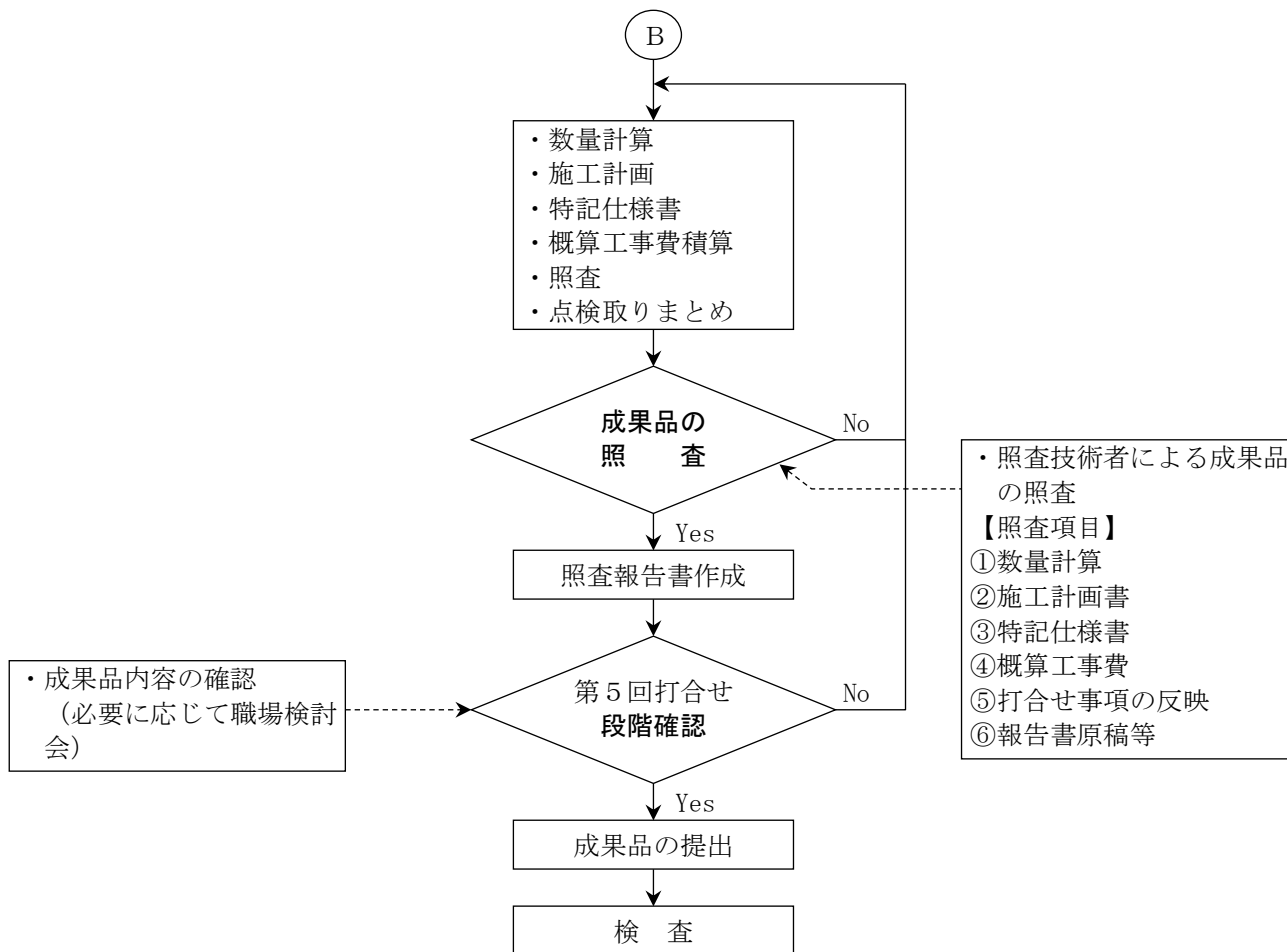 B
・数量計算
・施工計画
・特記仕様書
・概算工事費積算
・照査
・点検取りまとめ
成果品の
照　　査
No
Yes
・照査技術者による成果品
の照査
【照査項目】
①数量計算
②施工計画書
③特記仕様書
④概算工事費
⑤打合せ事項の反映
⑥報告書原稿等
照査報告書作成
・成果品内容の確認
（必要に応じて職場検討
会）
第５回打合せ
段階確認
No
Yes
成果品の提出
検　査